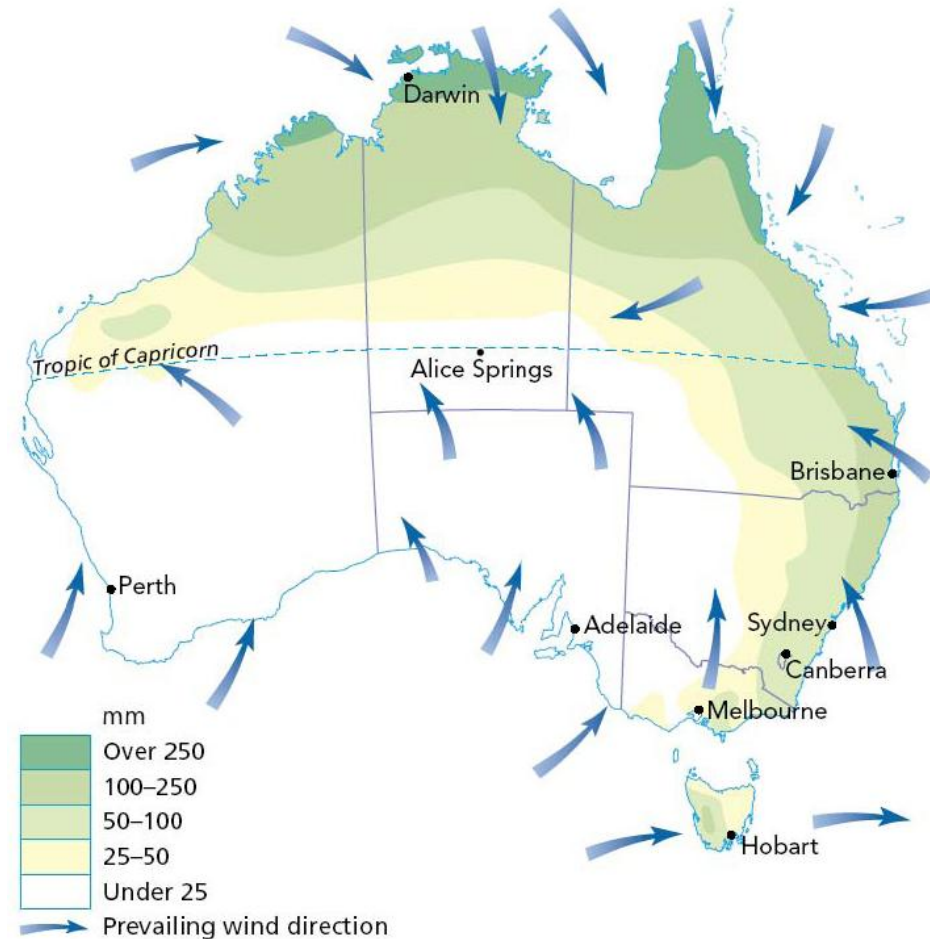 Darwin
Tropic of Capricorn
Alice Springs
Brisbane
Perth
Adelaide
Sydney
Canberra
Melbourne
Hobart
mm
Over 250
100–250
50–100
25–50
Under 25
Prevailing wind direction